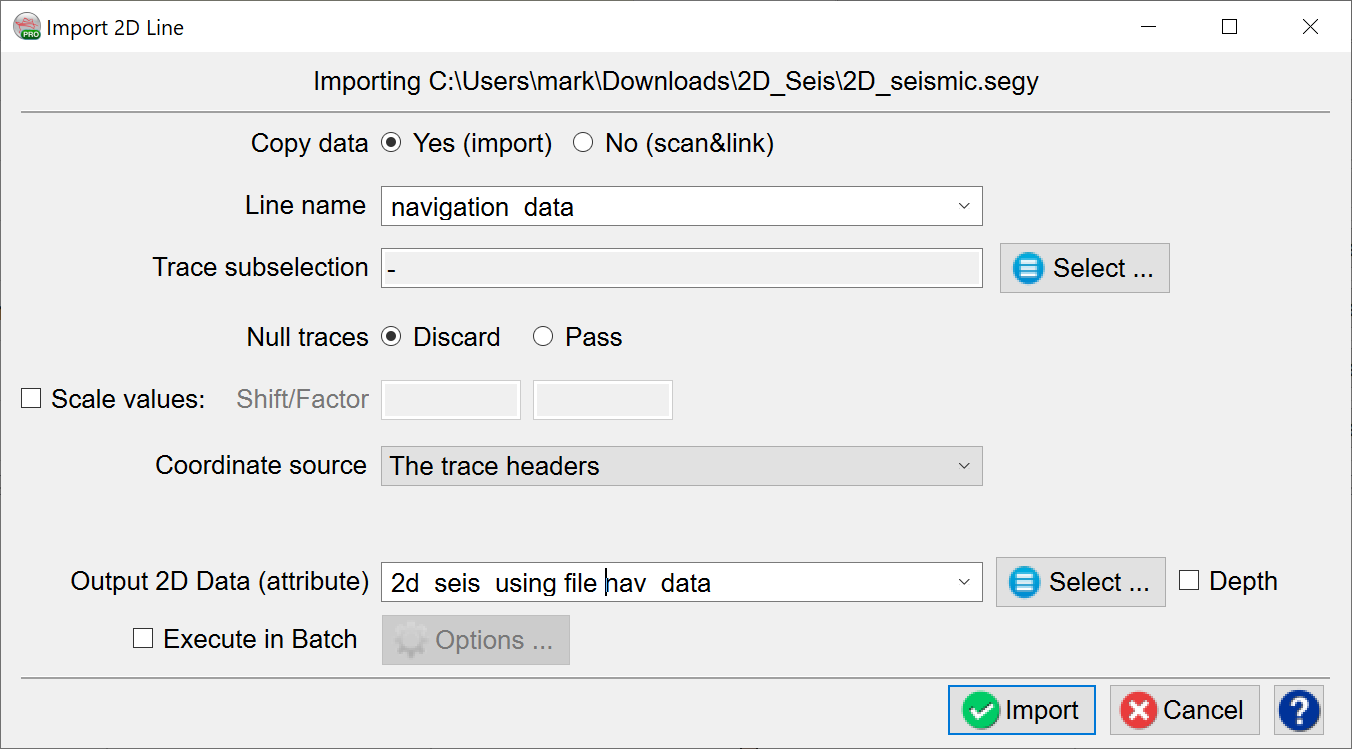 PRO Import 2D Line
Importing C:\Users\mark\Downloads\2D_Seis\2D_seismic.segy
Copy data Yes (import) No (scan&link)
Line name navigation_data
Trace subselection - Select ...
Null traces Discard Pass
Scale values: Shift/Factor
Coordinate source The trace headers
Output 2D Data (attribute) 2d seis using file nav data Select ... Depth
Execute in Batch Options ...
Import Cancel ?